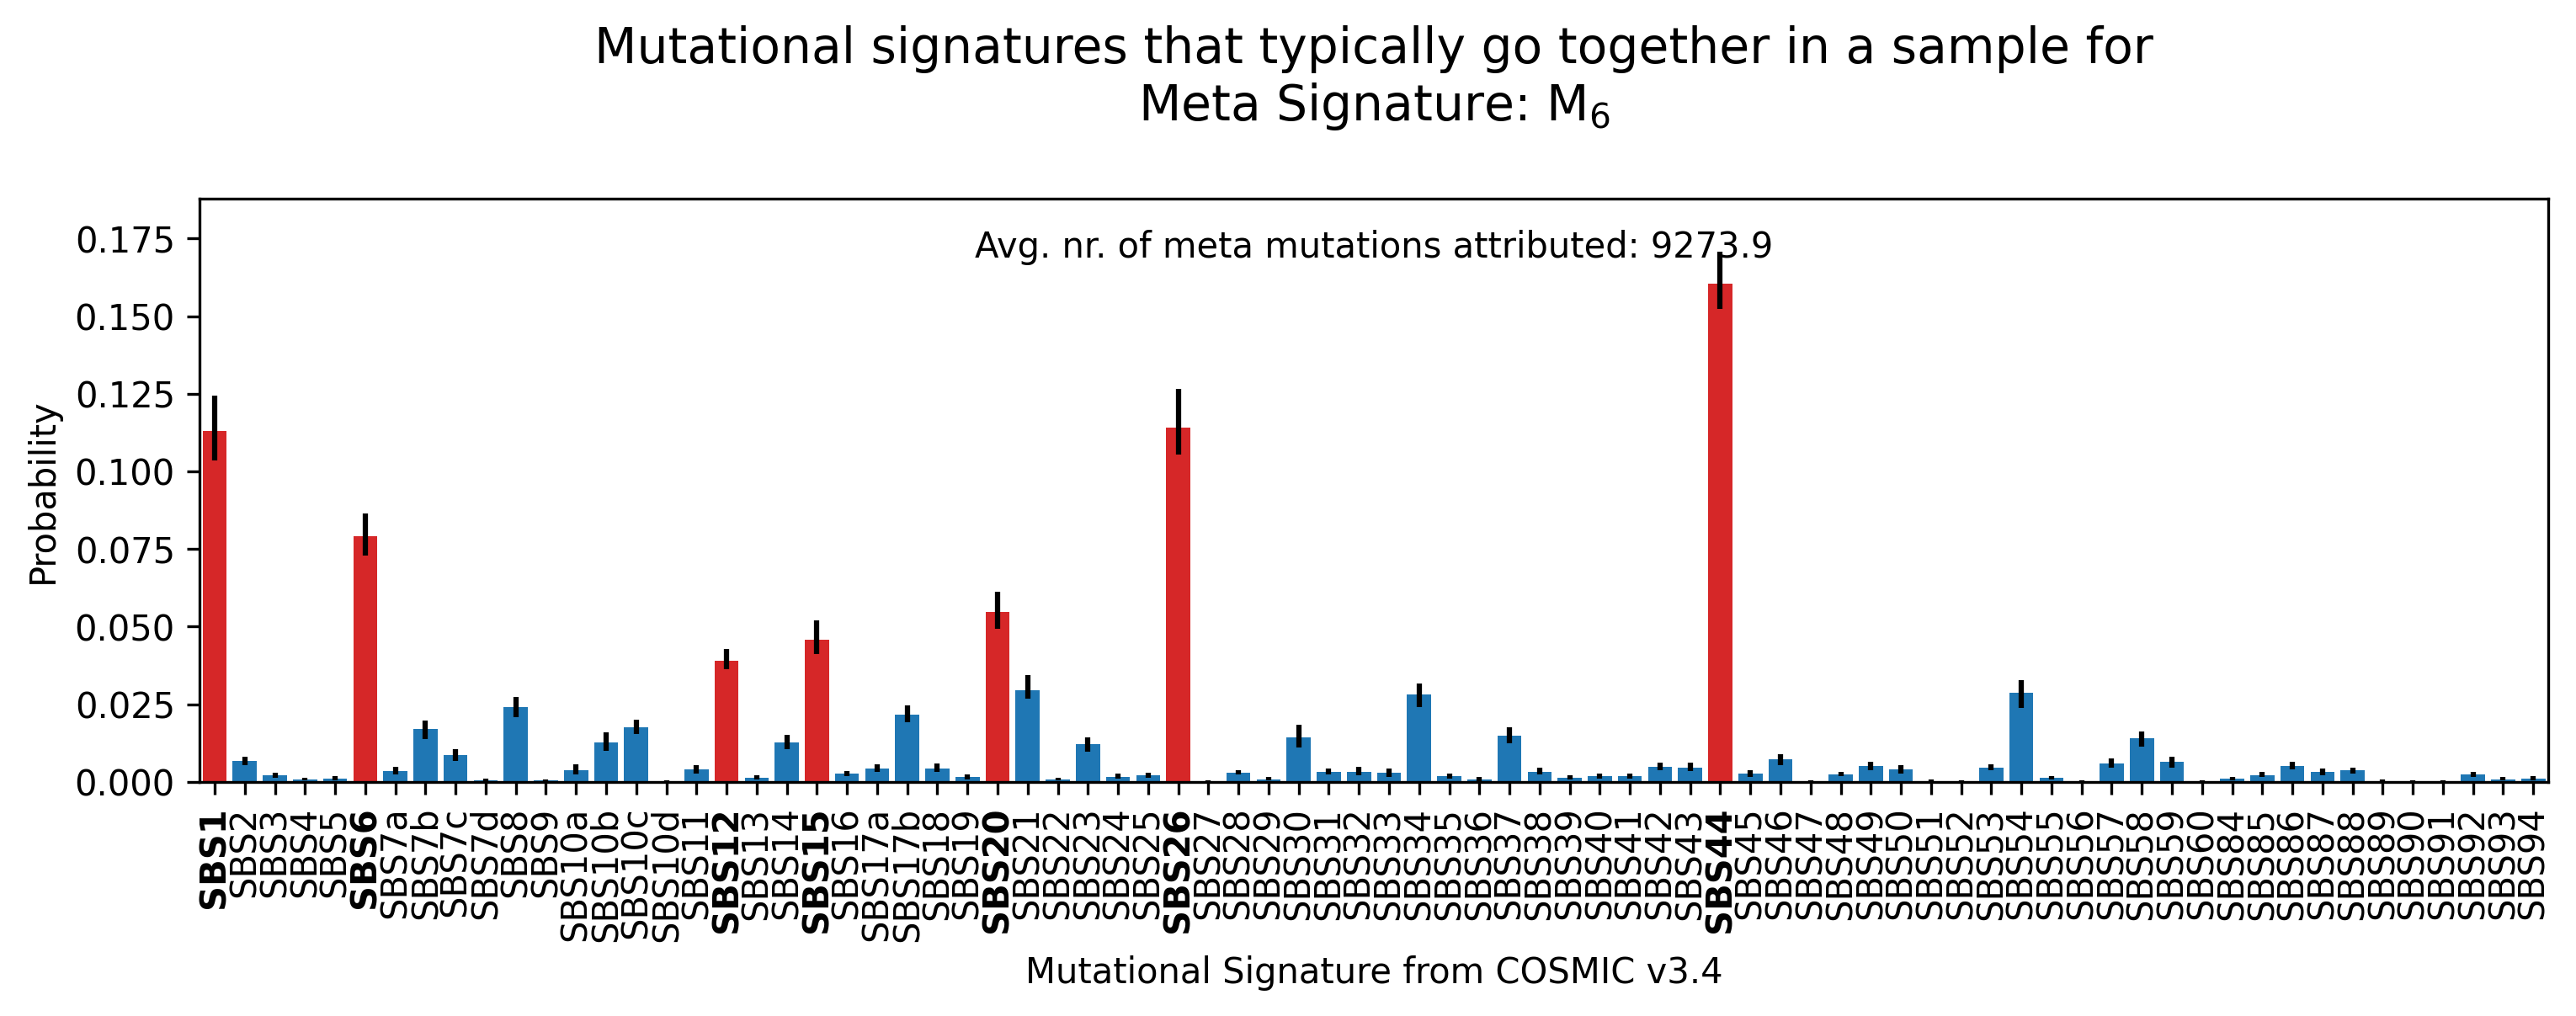 Mutational signatures that typically go together in a sample for
Meta Signature: M₆
Avg. nr. of meta mutations attributed: 9273.9
Probability
0.175
0.150
0.125
0.100
0.075
0.050
0.025
0.000
SBS1
SBS2
SBS3
SBS4
SBS5
SBS6
SBS7a
SBS7b
SBS7c
SBS7d
SBS8
SBS9
SBS10a
SBS10b
SBS10c
SBS10d
SBS11
SBS12
SBS13
SBS14
SBS15
SBS16
SBS17a
SBS17b
SBS18
SBS19
SBS20
SBS21
SBS22
SBS23
SBS24
SBS25
SBS26
SBS27
SBS28
SBS29
SBS30
SBS31
SBS32
SBS33
SBS34
SBS35
SBS36
SBS37
SBS38
SBS39
SBS40
SBS41
SBS42
SBS43
SBS44
SBS45
SBS46
SBS47
SBS48
SBS49
SBS50
SBS51
SBS52
SBS53
SBS54
SBS55
SBS56
SBS57
SBS58
SBS59
SBS60
SBS84
SBS85
SBS86
SBS87
SBS88
SBS89
SBS90
SBS91
SBS92
SBS93
SBS94
Mutational Signature from COSMIC v3.4